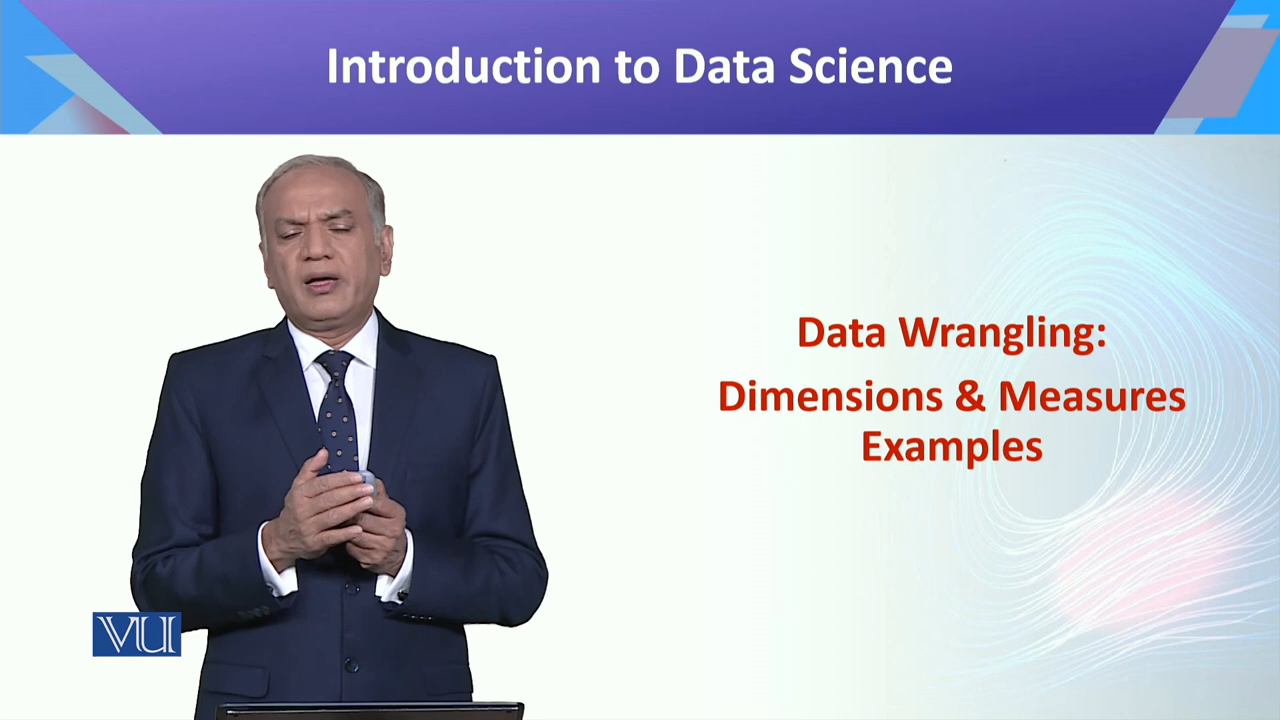 Introduction to Data Science
Data Wrangling:
Dimensions & Measures
Examples
VU